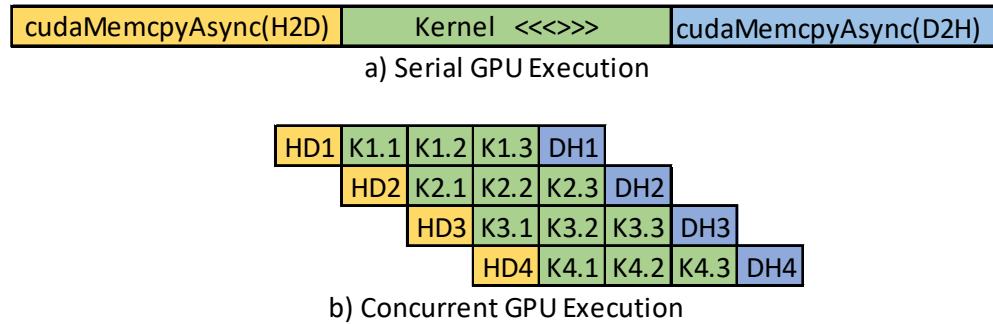 cudaMemcpyAsync(H2D) Kernel <<<>>> cudaMemcpyAsync(D2H)
a) Serial GPU Execution
HD1 K1.1 K1.2 K1.3 DH1
HD2 K2.1 K2.2 K2.3 DH2
HD3 K3.1 K3.2 K3.3 DH3
HD4 K4.1 K4.2 K4.3 DH4
b) Concurrent GPU Execution